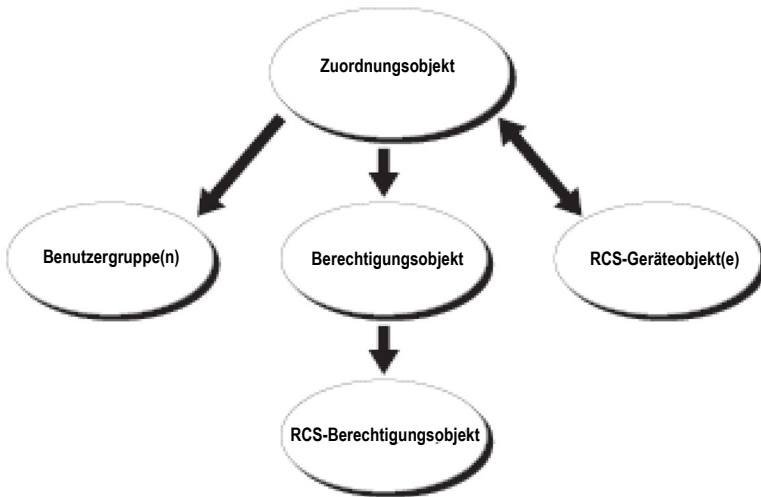 Zuordnungsobjekt
Benutzergruppe(n)
Berechtigungsobjekt
RCS-Geräteobjekt(e)
RCS-Berechtigungsobjekt